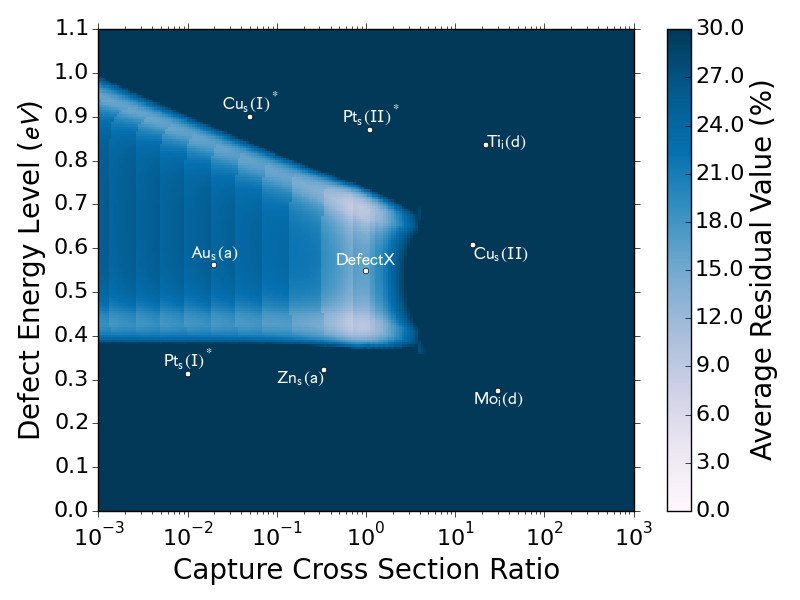 Defect Energy Level (eV)
1.1
1.0
0.9
0.8
0.7
0.6
0.5
0.4
0.3
0.2
0.1
0.0
Cuₛ(I)*
Ptₛ(II)*
Tiᵢ(d)
Auₛ(a)
DefectX
Cuₛ(II)
Ptₛ(I)*
Znₛ(a)
Moᵢ(d)
10⁻³ 10⁻² 10⁻¹ 10⁰ 10¹ 10² 10³
Capture Cross Section Ratio
30.0
27.0
24.0
21.0
18.0
15.0
12.0
9.0
6.0
3.0
0.0
Average Residual Value (%)